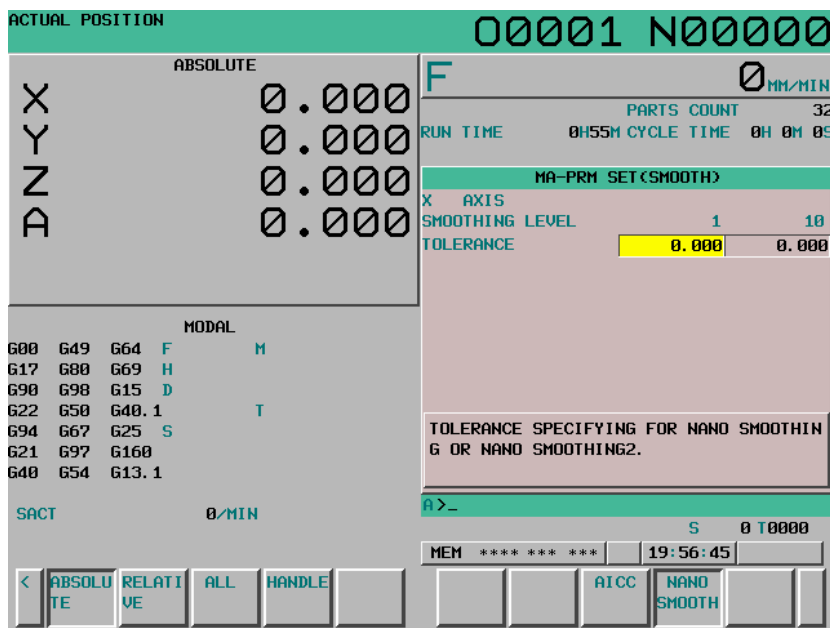 ACTUAL POSITION
O0001 N00000
ABSOLUTE
X 0.000
Y 0.000
Z 0.000
A 0.000
F 0 MM/MIN
PARTS COUNT 32
RUN TIME 0H55M CYCLE TIME 0H 0M 0S
MA-PRM SET(SMOOTH)
X AXIS
SMOOTHING LEVEL 1 10
TOLERANCE 0.000 0.000
MODAL
G00 G49 G64 F M
G17 G80 G69 H
G90 G98 G15 D
G22 G50 G40.1 T
G94 G67 G25 S
G21 G97 G160
G40 G54 G13.1
SACT 0/MIN
TOLERANCE SPECIFYING FOR NANO SMOOTHIN
G OR NANO SMOOTHING2.
A>_
S 0 T0000
MEM **** *** *** 19:56:45
< ABSOLU RELATI ALL HANDLE
TE VE
AICC NANO
SMOOTH